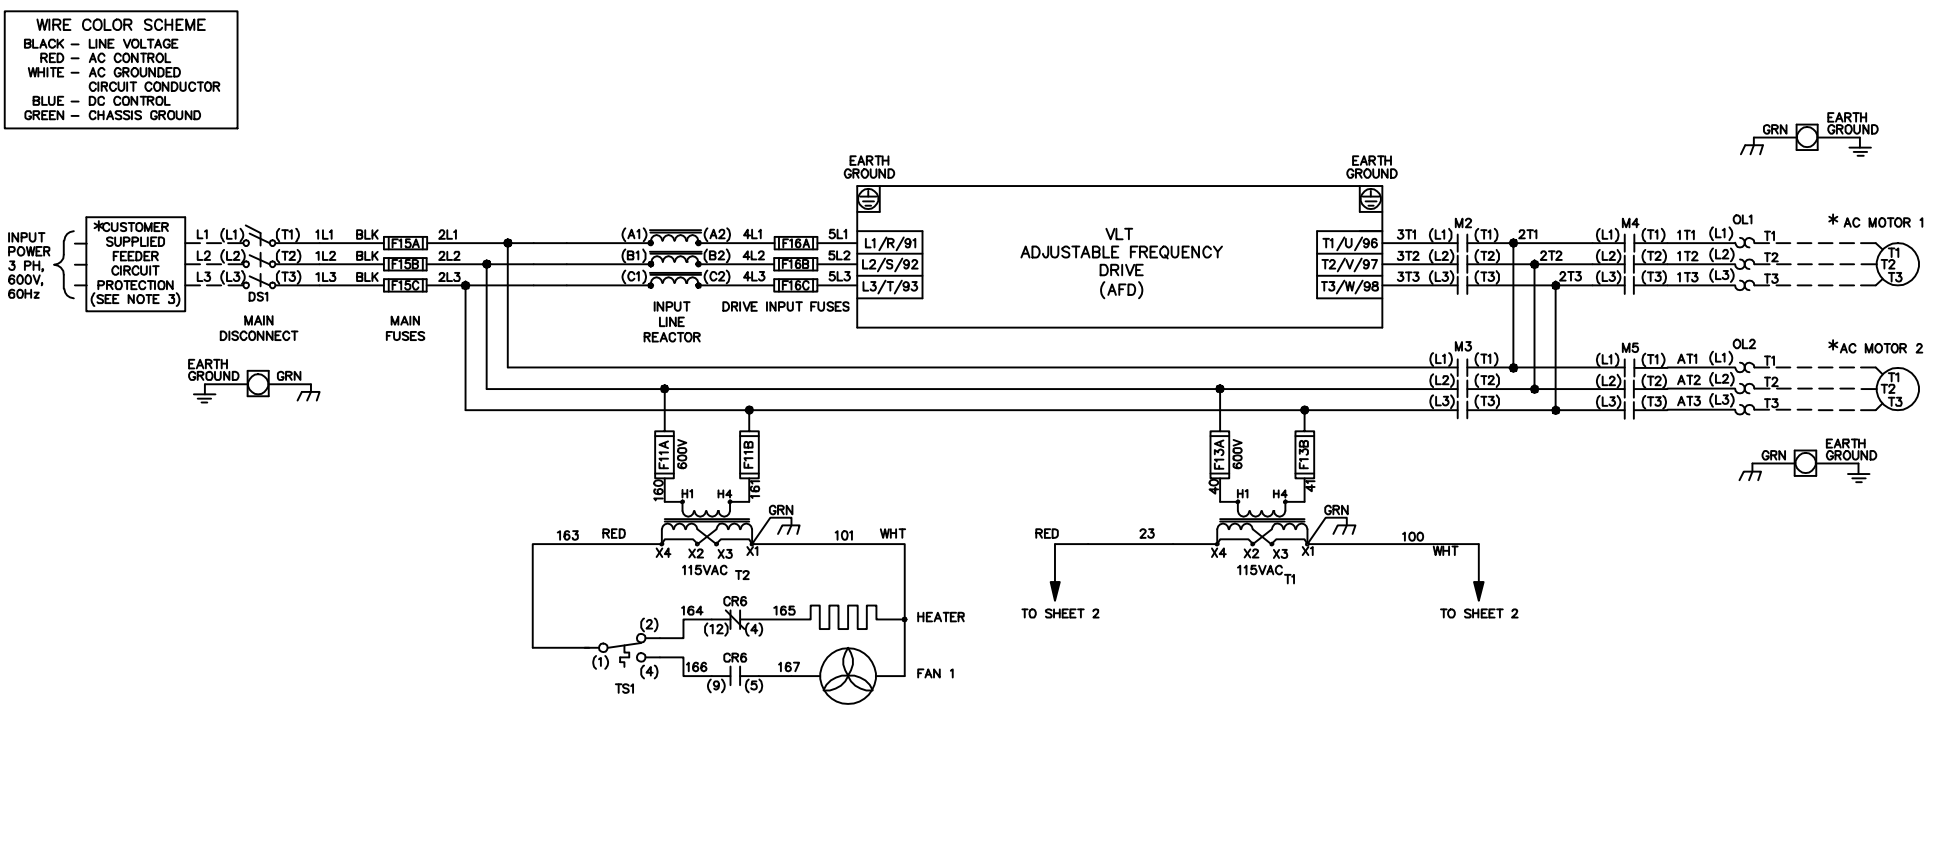 WIRE COLOR SCHEME
BLACK – LINE VOLTAGE
RED – AC CONTROL
WHITE – AC GROUNDED
CIRCUIT CONDUCTOR
BLUE – DC CONTROL
GREEN – CHASSIS GROUND
GRN
EARTH
GROUND
EARTH
GROUND
EARTH
GROUND
INPUT
POWER
3 PH,
600V,
60Hz
*CUSTOMER
SUPPLIED
FEEDER
CIRCUIT
PROTECTION
(SEE NOTE 3)
L1 (L1) (T1) 1L1 BLK F15A 2L1 (A1) (A2) 4L1 F16A 5L1 L1/R/91
L2 (L2) (T2) 1L2 BLK F15B 2L2 (B1) (B2) 4L2 F16B 5L2 L2/S/92
L3 (L3) (T3) 1L3 BLK F15C 2L3 (C1) (C2) 4L3 F16C 5L3 L3/T/93
DS1
MAIN
DISCONNECT
MAIN
FUSES
INPUT
LINE
REACTOR
DRIVE INPUT FUSES
VLT
ADJUSTABLE FREQUENCY
DRIVE
(AFD)
M2
M4
OL1
* AC MOTOR 1
T1/U/96 3T1 (L1) (T1) 2T1 (L1) (T1) 1T1 (L1) T1
T2/V/97 3T2 (L2) (T2) 2T2 (L2) (T2) 1T2 (L2) T2
T3/W/98 3T3 (L3) (T3) 2T3 (L3) (T3) 1T3 (L3) T3
T1
T2
T3
EARTH
GROUND
GRN
M3
M5
OL2
*AC MOTOR 2
(L1) (T1) (L1) (T1) AT1 (L1) T1
(L2) (T2) (L2) (T2) AT2 (L2) T2
(L3) (T3) (L3) (T3) AT3 (L3) T3
T1
T2
T3
GRN
EARTH
GROUND
F11A
600V
F11B
160
161
H1 H4
GRN
163 RED
101 WHT
X4 X2 X3 X1
115VAC T2
F13A
600V
F13B
40
41
H1 H4
GRN
RED 23
100
WHT
X4 X2 X3 X1
115VAC T1
TO SHEET 2
TO SHEET 2
164 CR6 165
(12) (4)
HEATER
(2)
(1)
(4)
TS1
166 CR6 167
(9) (5)
FAN 1